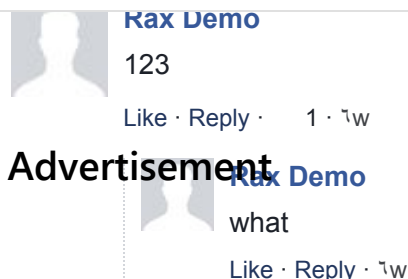 Rax Demo
123
Like · Reply · 1 · ٦w
Advertisement
Rax Demo
what
Like · Reply · ٦w